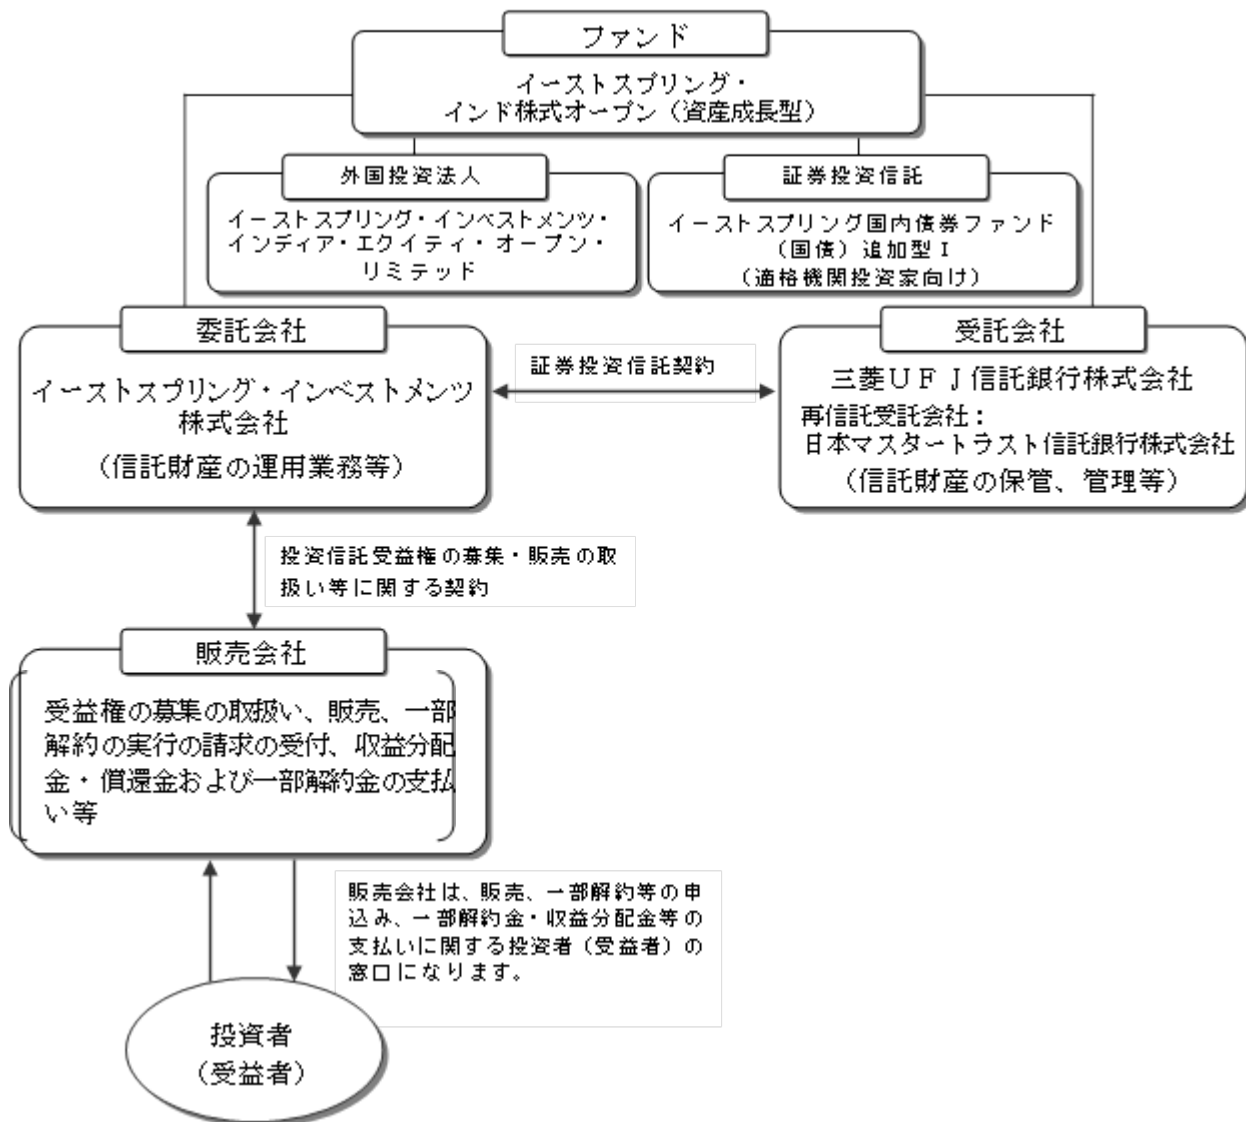 ファンド
イーストスプリング・
インド株式オープン（資産成長型）
外国投資法人
イーストスプリング・インベストメンツ・
インディア・エクイティ・オープン・
リミテッド
証券投資信託
イーストスプリング国内債券ファンド
（国債）追加型Ｉ
（適格機関投資家向け）
委託会社
イーストスプリング・インベストメンツ
株式会社
（信託財産の運用業務等）
証券投資信託契約
受託会社
三菱ＵＦＪ信託銀行株式会社
再信託受託会社：
日本マスタートラスト信託銀行株式会社
（信託財産の保管、管理等）
投資信託受益権の募集・販売の取
扱い等に関する契約
販売会社
受益権の募集の取扱い、販売、一部
解約の実行の請求の受付、収益分配
金・償還金および一部解約金の支払
い等
販売会社は、販売、一部解約等の申
込み、一部解約金・収益分配金等の
支払いに関する投資者（受益者）の
窓口になります。
投資者
（受益者）